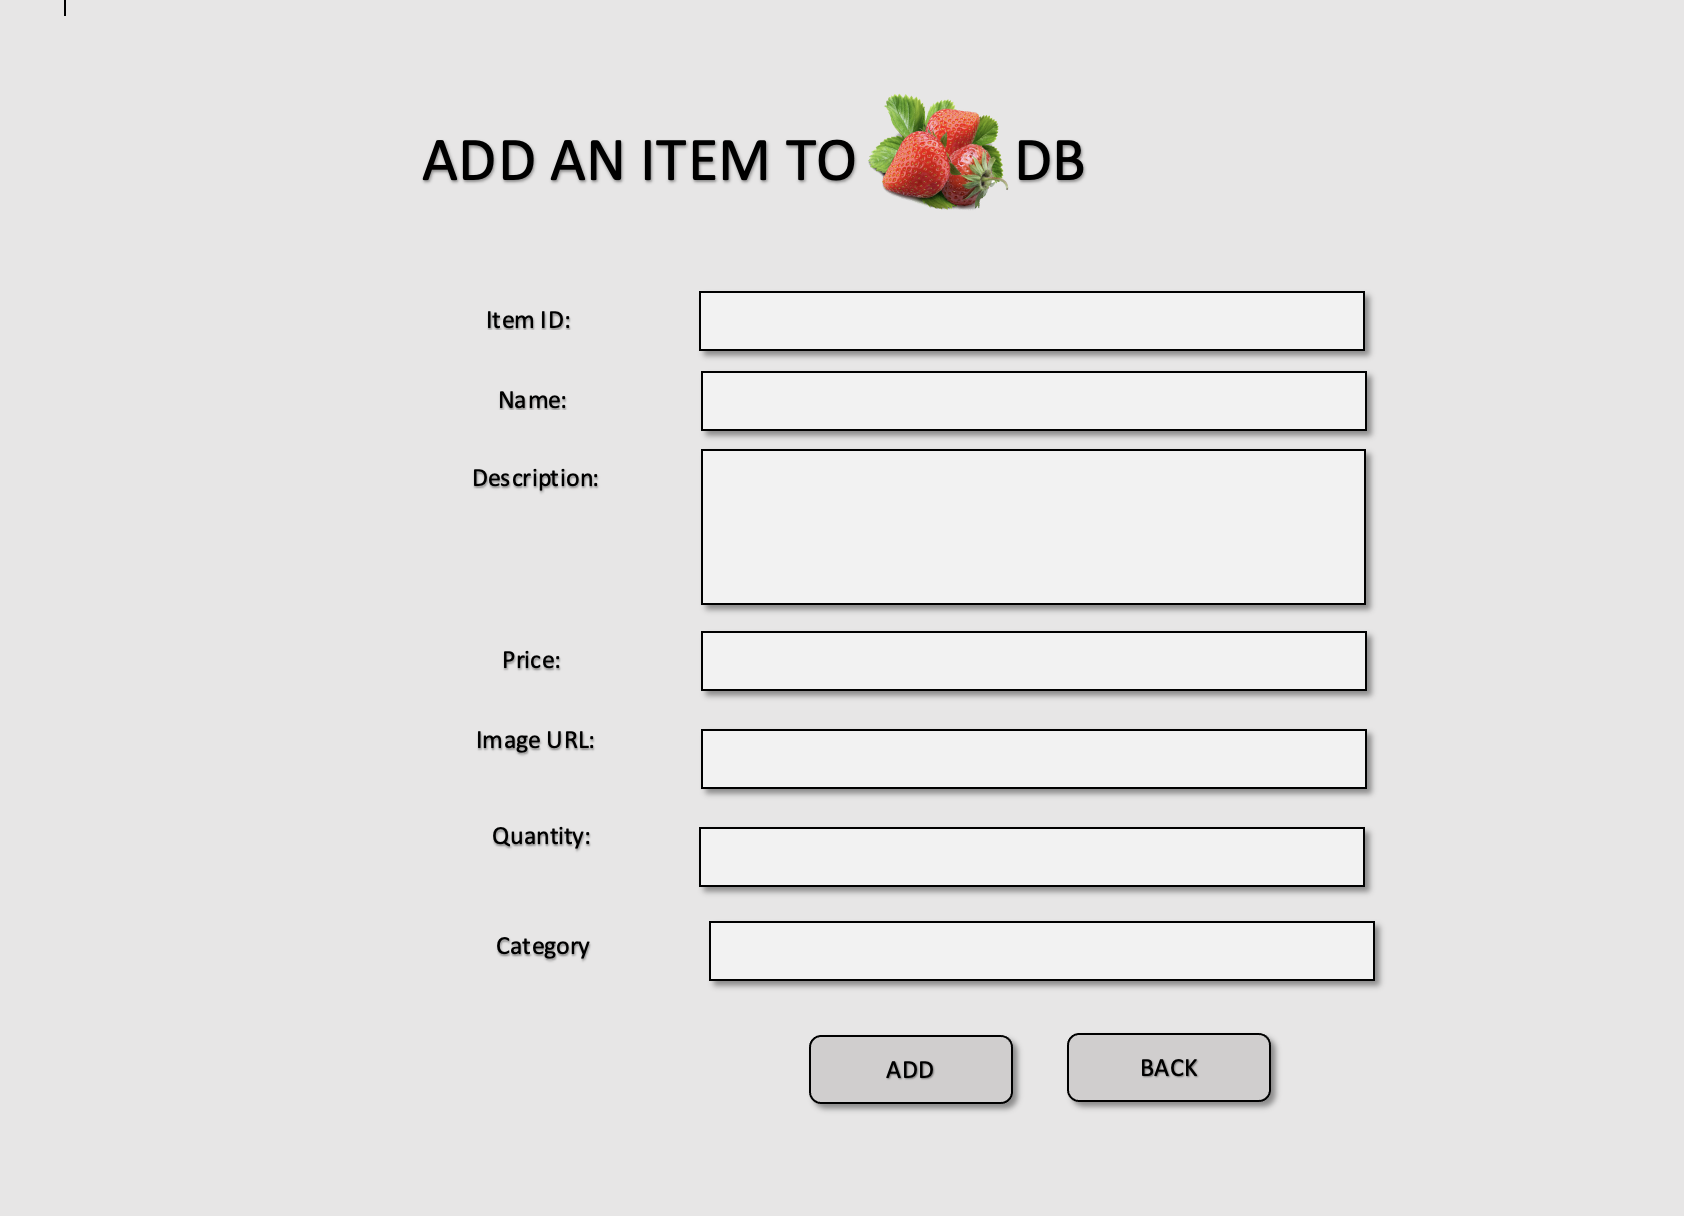 ADD AN ITEM TO DB
Item ID:
Name:
Description:
Price:
Image URL:
Quantity:
Category
ADD
BACK